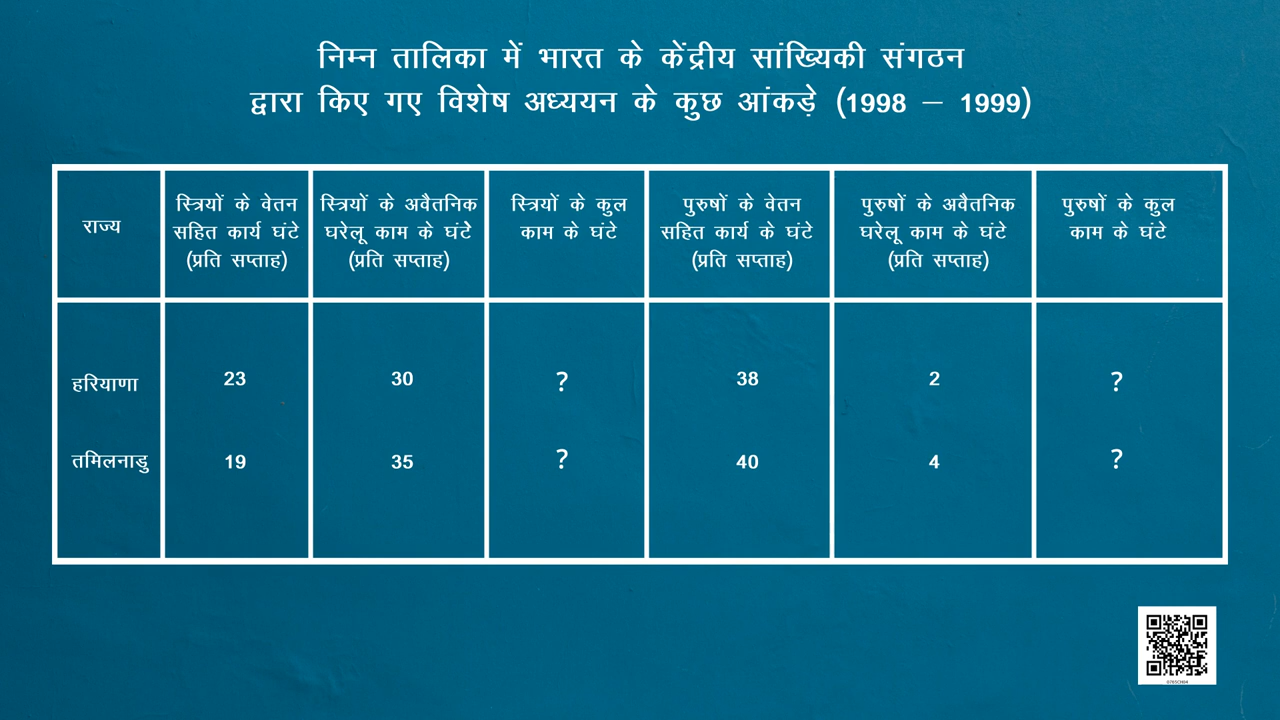 निम्न तालिका में भारत के केंद्रीय सांख्यिकी संगठन
द्वारा किए गए विशेष अध्ययन के कुछ आंकड़े (1998 – 1999)
राज्य
स्त्रियों के वेतन
सहित कार्य घंटे
(प्रति सप्ताह)
स्त्रियों के अवैतनिक
घरेलू काम के घंटे
(प्रति सप्ताह)
स्त्रियों के कुल
काम के घंटे
पुरुषों के वेतन
सहित कार्य के घंटे
(प्रति सप्ताह)
पुरुषों के अवैतनिक
घरेलू काम के घंटे
(प्रति सप्ताह)
पुरुषों के कुल
काम के घंटे
हरियाणा 23 30 ? 38 2 ?
तमिलनाडु 19 35 ? 40 4 ?
0765CH04